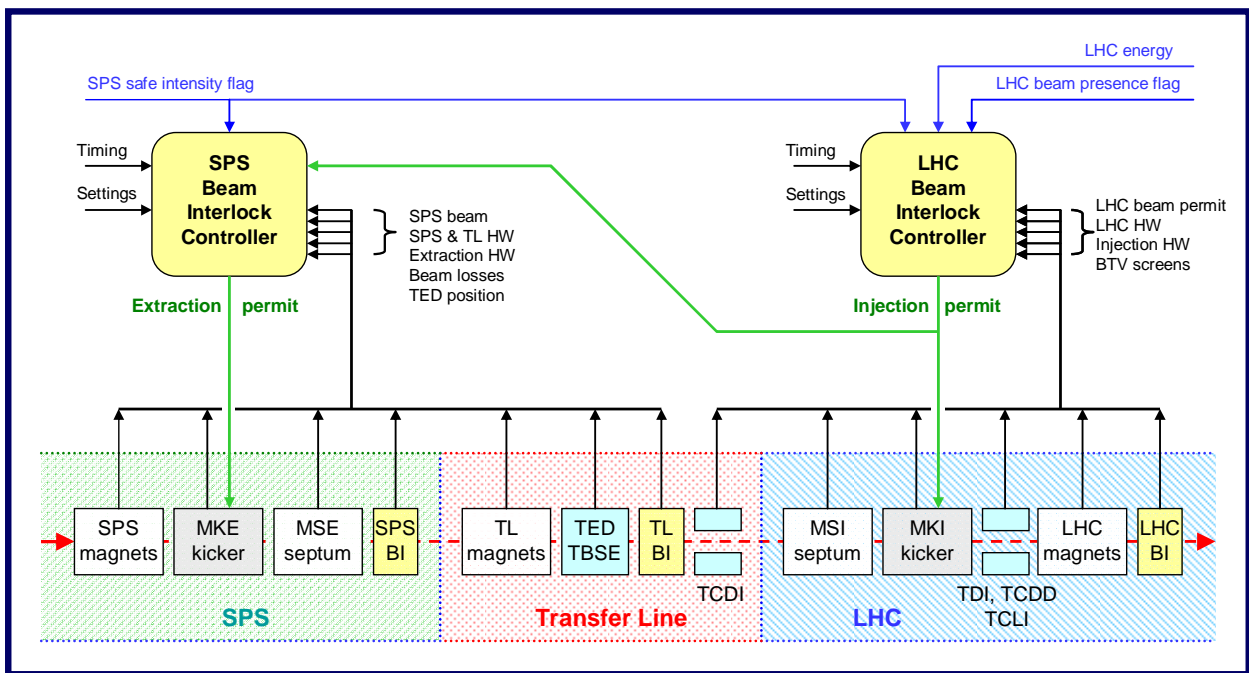 LHC energy
SPS safe intensity flag
LHC beam presence flag
Timing
Settings
SPS
Beam
Interlock
Controller
SPS beam
SPS & TL HW
Extraction HW
Beam losses
TED position
Timing
Settings
LHC
Beam
Interlock
Controller
LHC beam permit
LHC HW
Injection HW
BTV screens
Extraction permit
Injection permit
SPS
magnets
MKE
kicker
MSE
septum
SPS
BI
TL
magnets
TED
TBSE
TL
BI
TCDI
MSI
septum
MKI
kicker
TDI, TCDD
TCLI
LHC
magnets
LHC
BI
SPS
Transfer Line
LHC